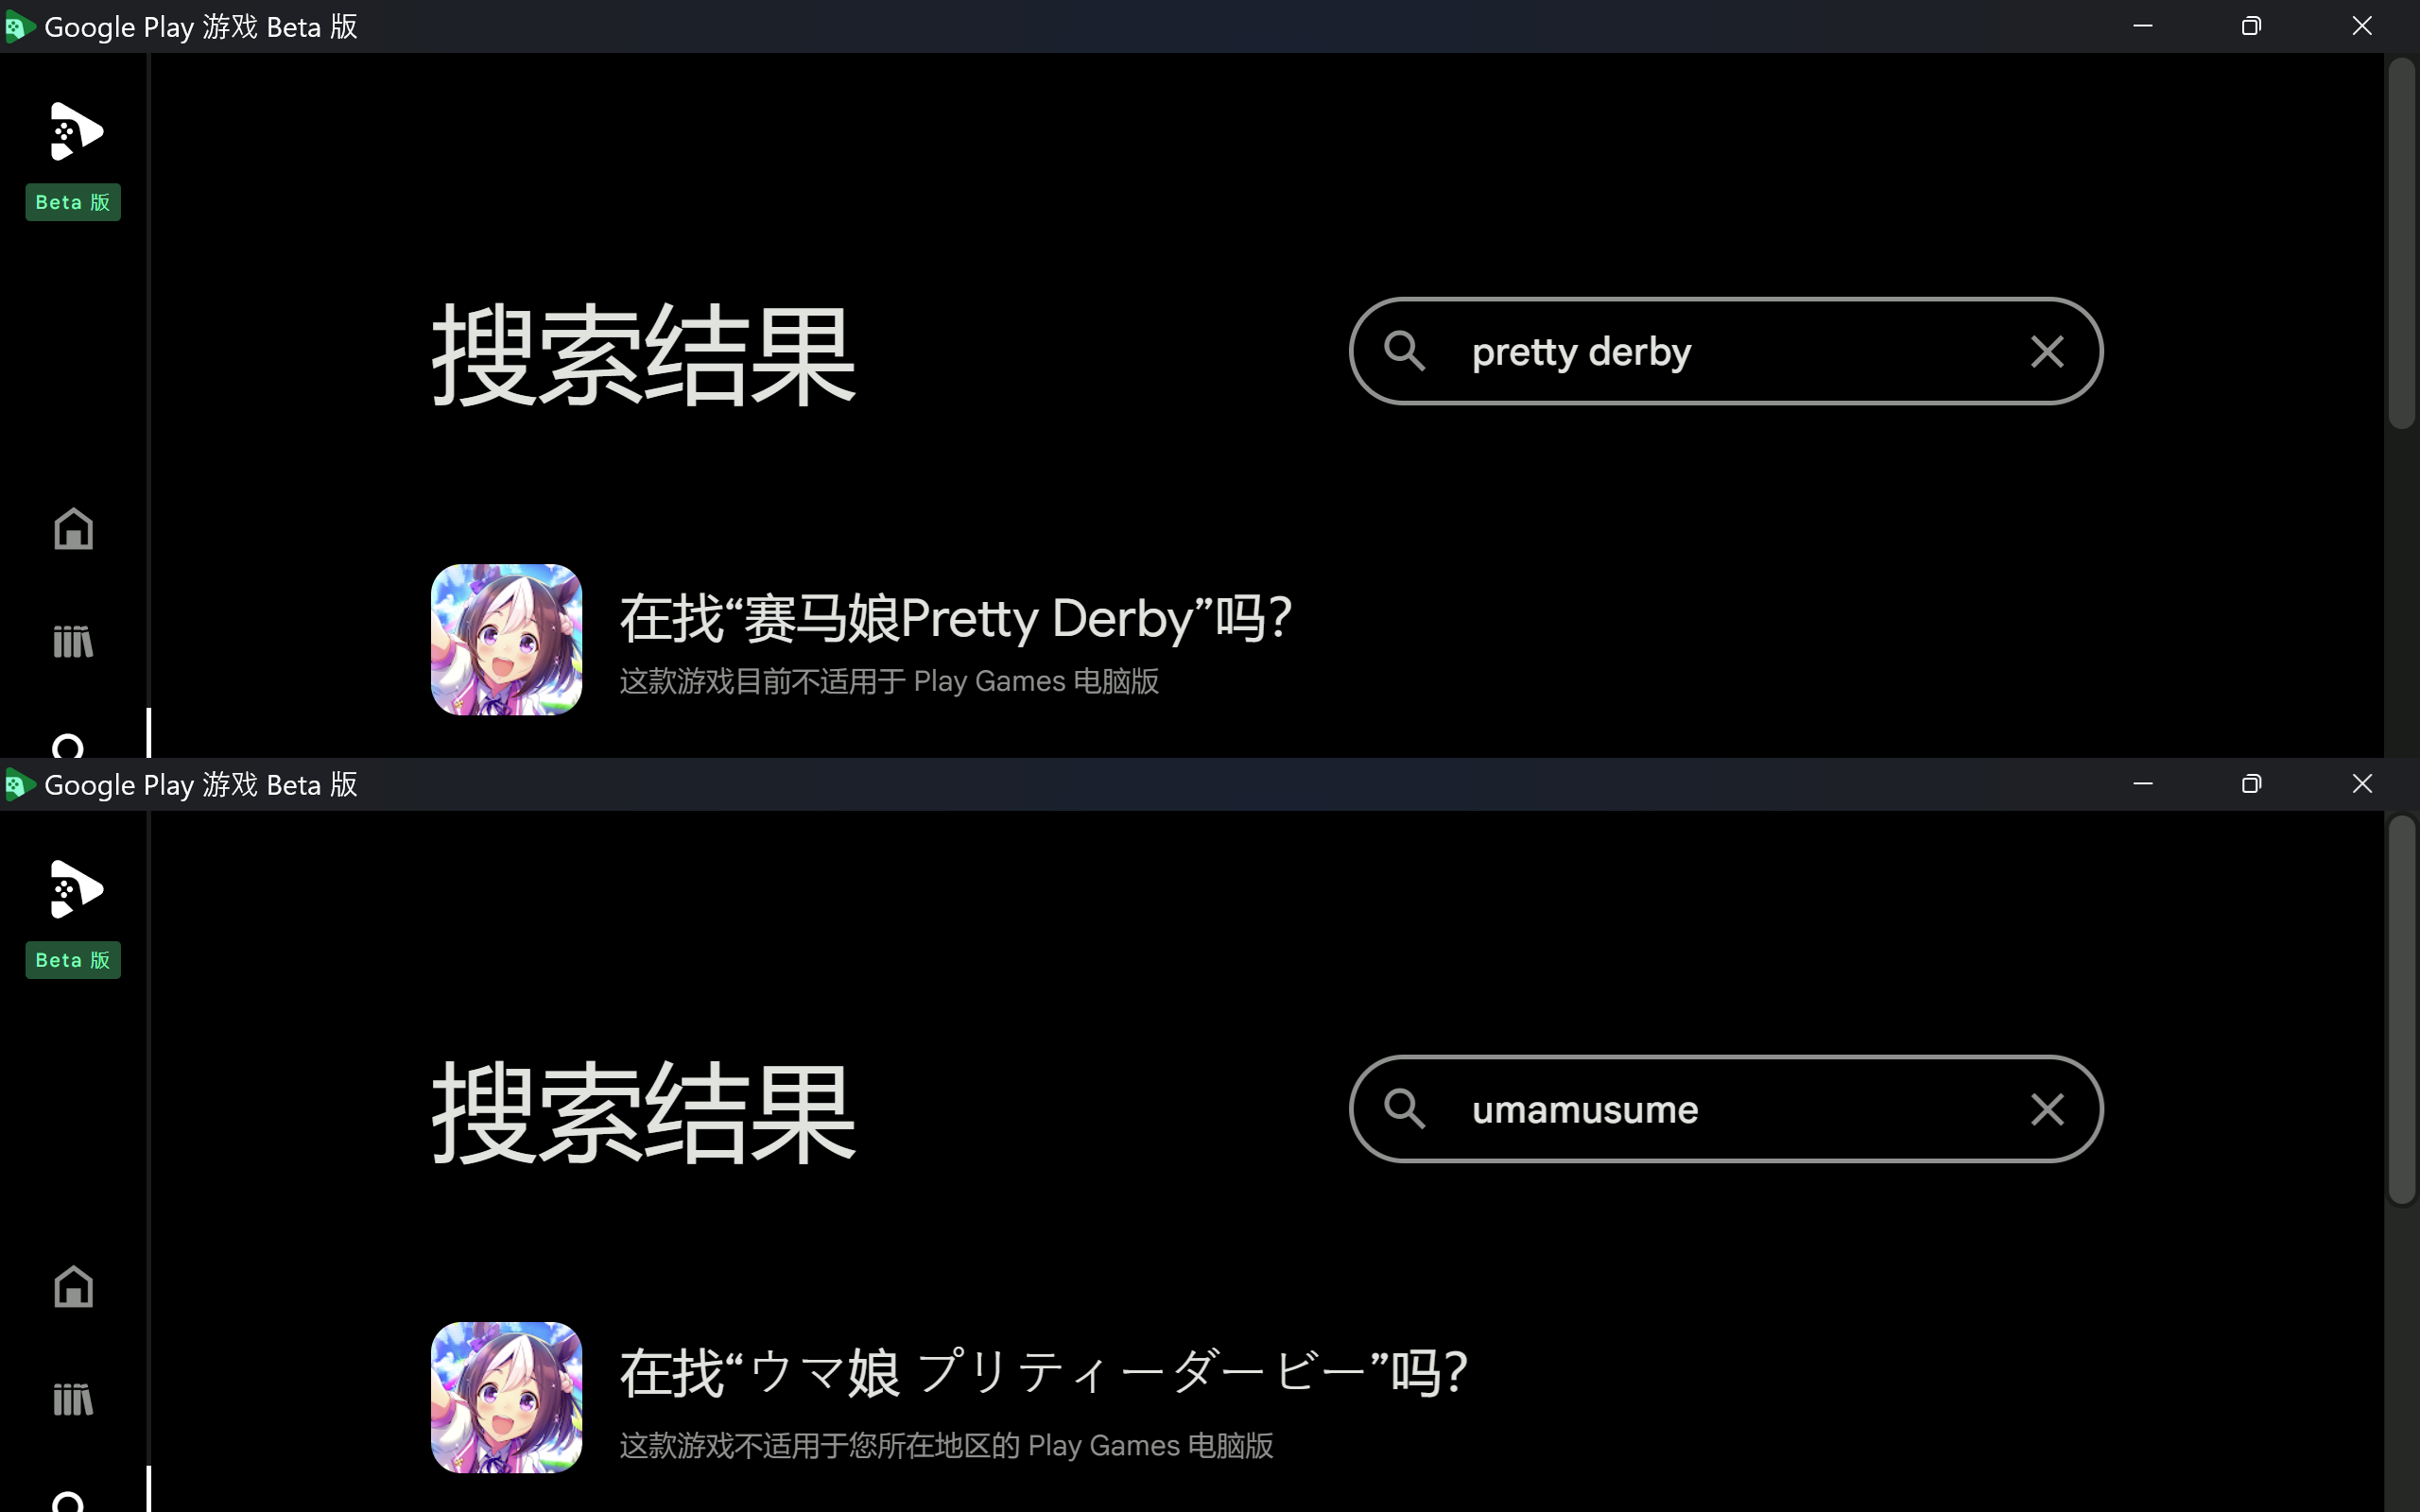 Google Play 游戏 Beta 版
Beta 版
搜索结果
pretty derby
在找“赛马娘Pretty Derby”吗？
这款游戏目前不适用于 Play Games 电脑版
Google Play 游戏 Beta 版
Beta 版
搜索结果
umamusume
在找“ウマ娘 プリティーダービー”吗？
这款游戏不适用于您所在地区的 Play Games 电脑版